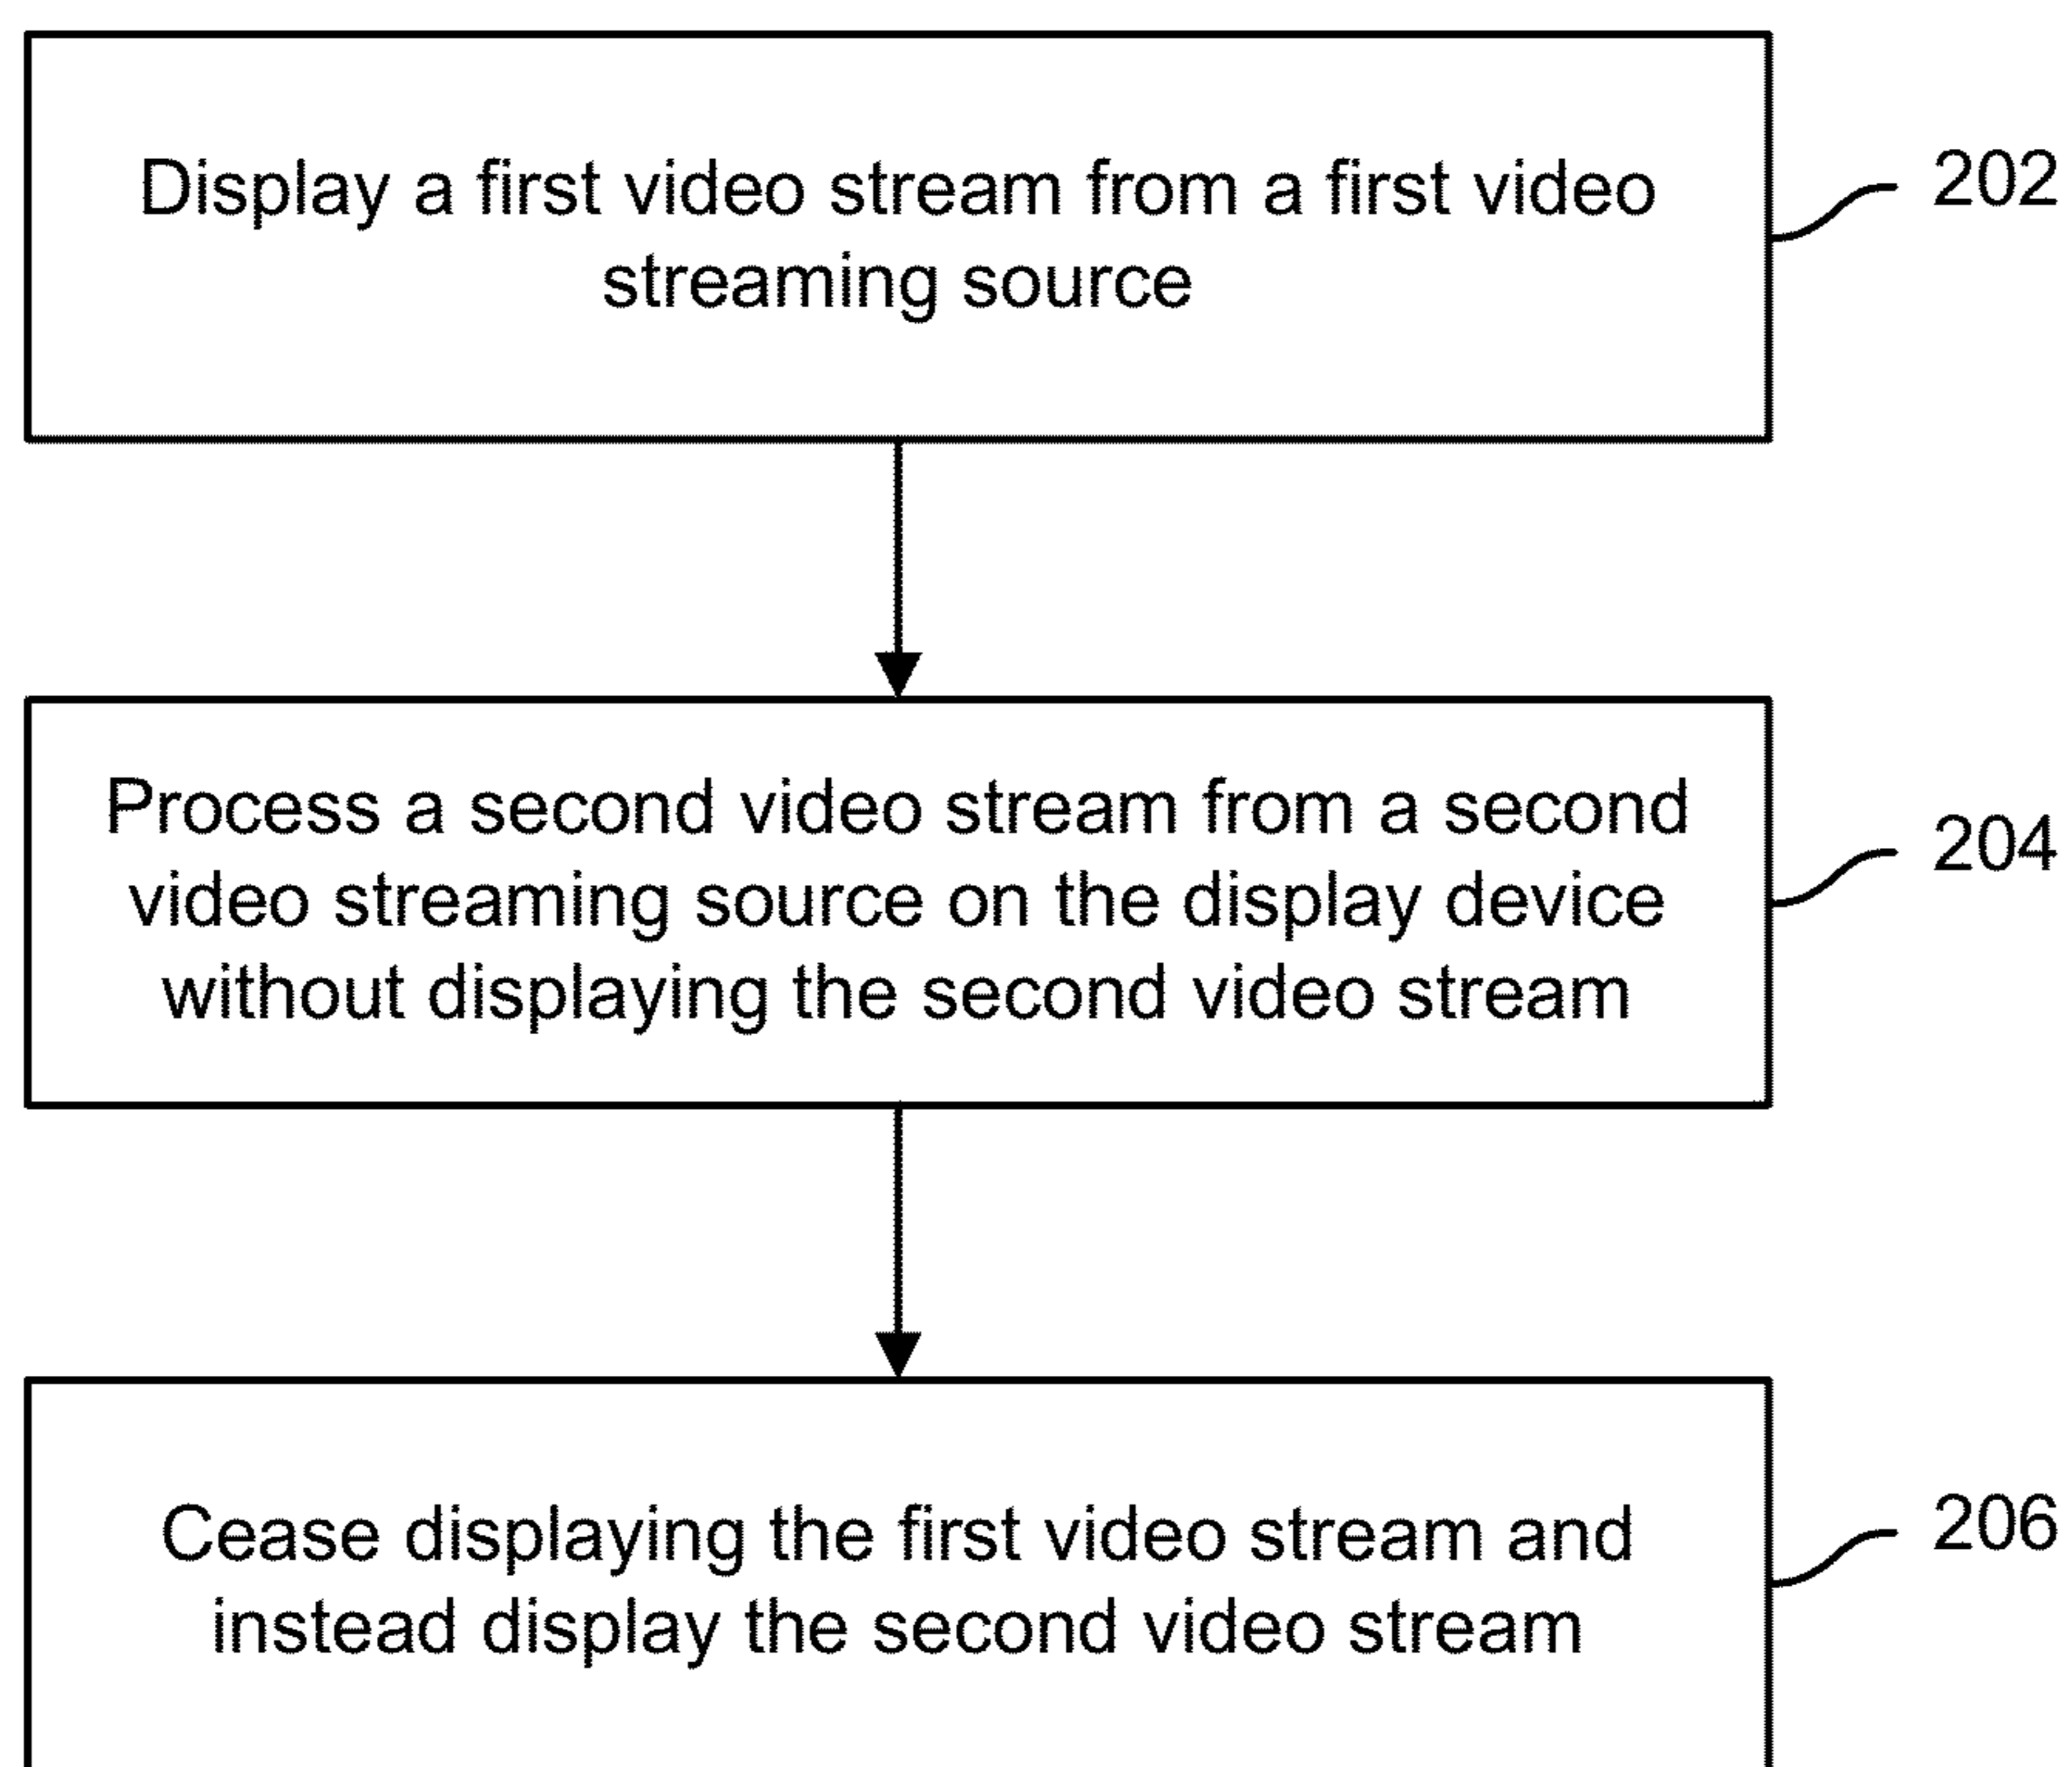 Display a first video stream from a first video
streaming source
202
Process a second video stream from a second
video streaming source on the display device
without displaying the second video stream
204
Cease displaying the first video stream and
instead display the second video stream
206